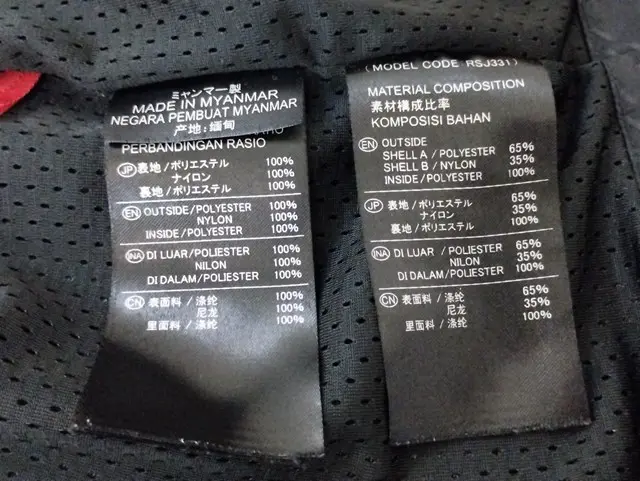 ミャンマー製
MADE IN MYANMAR
NEGARA PEMBUAT MYANMAR
产地:缅甸
PERBANDINGAN RASIO
JP 表地/ポリエステル 100%
ナイロン 100%
裏地/ポリエステル 100%
EN OUTSIDE/POLYESTER 100%
NYLON 100%
INSIDE/POLYESTER 100%
INA DI LUAR/POLIESTER 100%
NILON 100%
DI DALAM/POLIESTER 100%
CN 表面料/涤纶 100%
尼龙 100%
里面料/涤纶 100%
(MODEL CODE RSJ331)
MATERIAL COMPOSITION
素材構成比率
KOMPOSISI BAHAN
EN OUTSIDE
SHELL A / POLYESTER 65%
SHELL B / NYLON 35%
INSIDE / POLYESTER 100%
JP 表地/ポリエステル 65%
ナイロン 35%
裏地/ポリエステル 100%
INA DI LUAR/POLIESTER 65%
NILON 35%
DI DALAM/POLIESTER 100%
CN 表面料/涤纶 65%
尼龙 35%
里面料/涤纶 100%